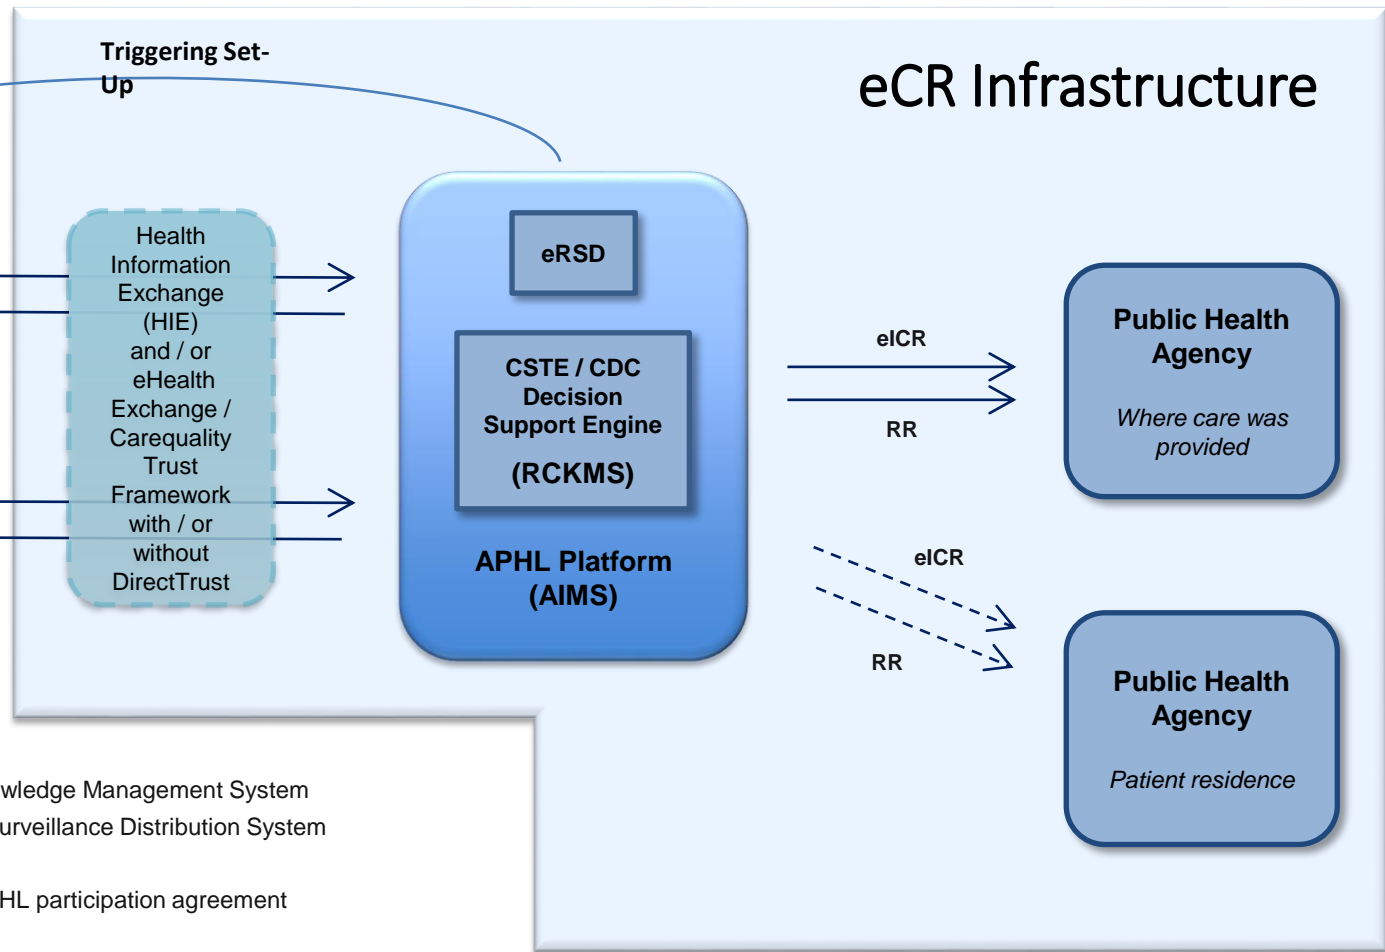 Triggering Set-
Up
eCR Infrastructure
Health
Information
Exchange
(HIE)
and / or
eHealth
Exchange /
Carequality
Trust
Framework
with / or
without
DirectTrust
eRSD
CSTE / CDC
Decision
Support Engine
(RCKMS)
APHL Platform
(AIMS)
eICR
RR
Public Health
Agency
Where care was
provided
eICR
RR
Public Health
Agency
Patient residence
wledge Management System
urveillance Distribution System
HL participation agreement